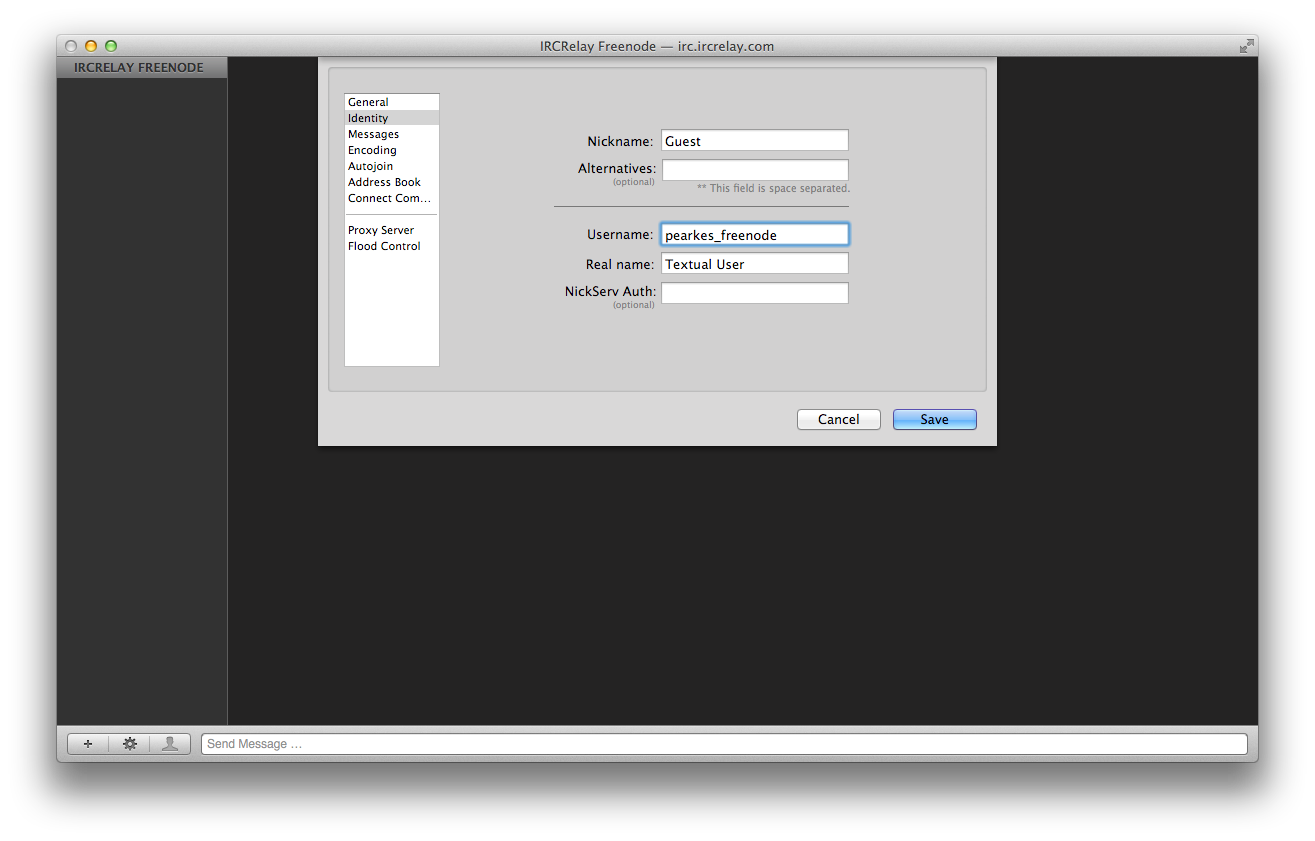 IRCRelay Freenode — irc.ircrelay.com
IRCRELAY FREENODE
General
Identity
Messages
Encoding
Autojoin
Address Book
Connect Com...
Proxy Server
Flood Control
Nickname: Guest
Alternatives:
(optional)
** This field is space separated.
Username: pearkes_freenode
Real name: Textual User
NickServ Auth:
(optional)
Cancel Save
Send Message ...